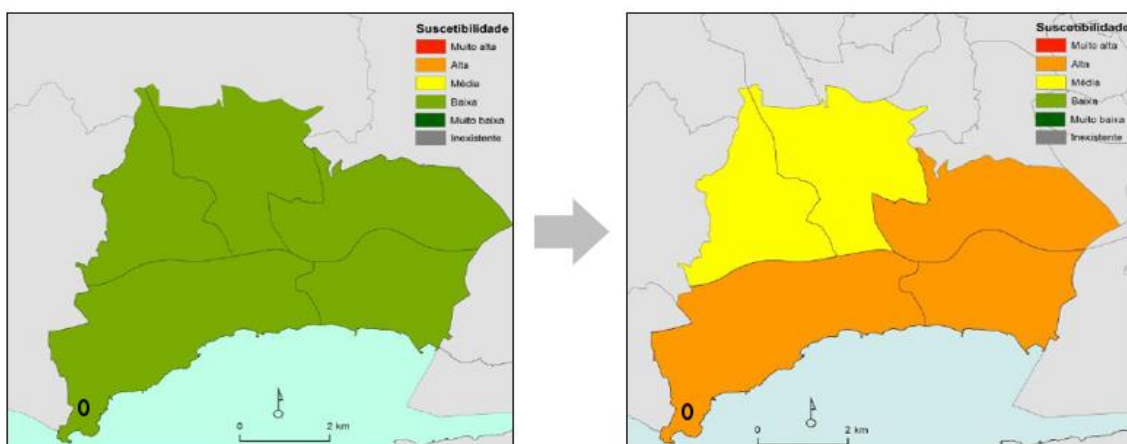 Suscetibilidade
Muito alta
Alta
Média
Baixa
Muito baixa
Inexistente
0
0 2 km
Suscetibilidade
Muito alta
Alta
Média
Baixa
Muito baixa
Inexistente
0
0 2 km